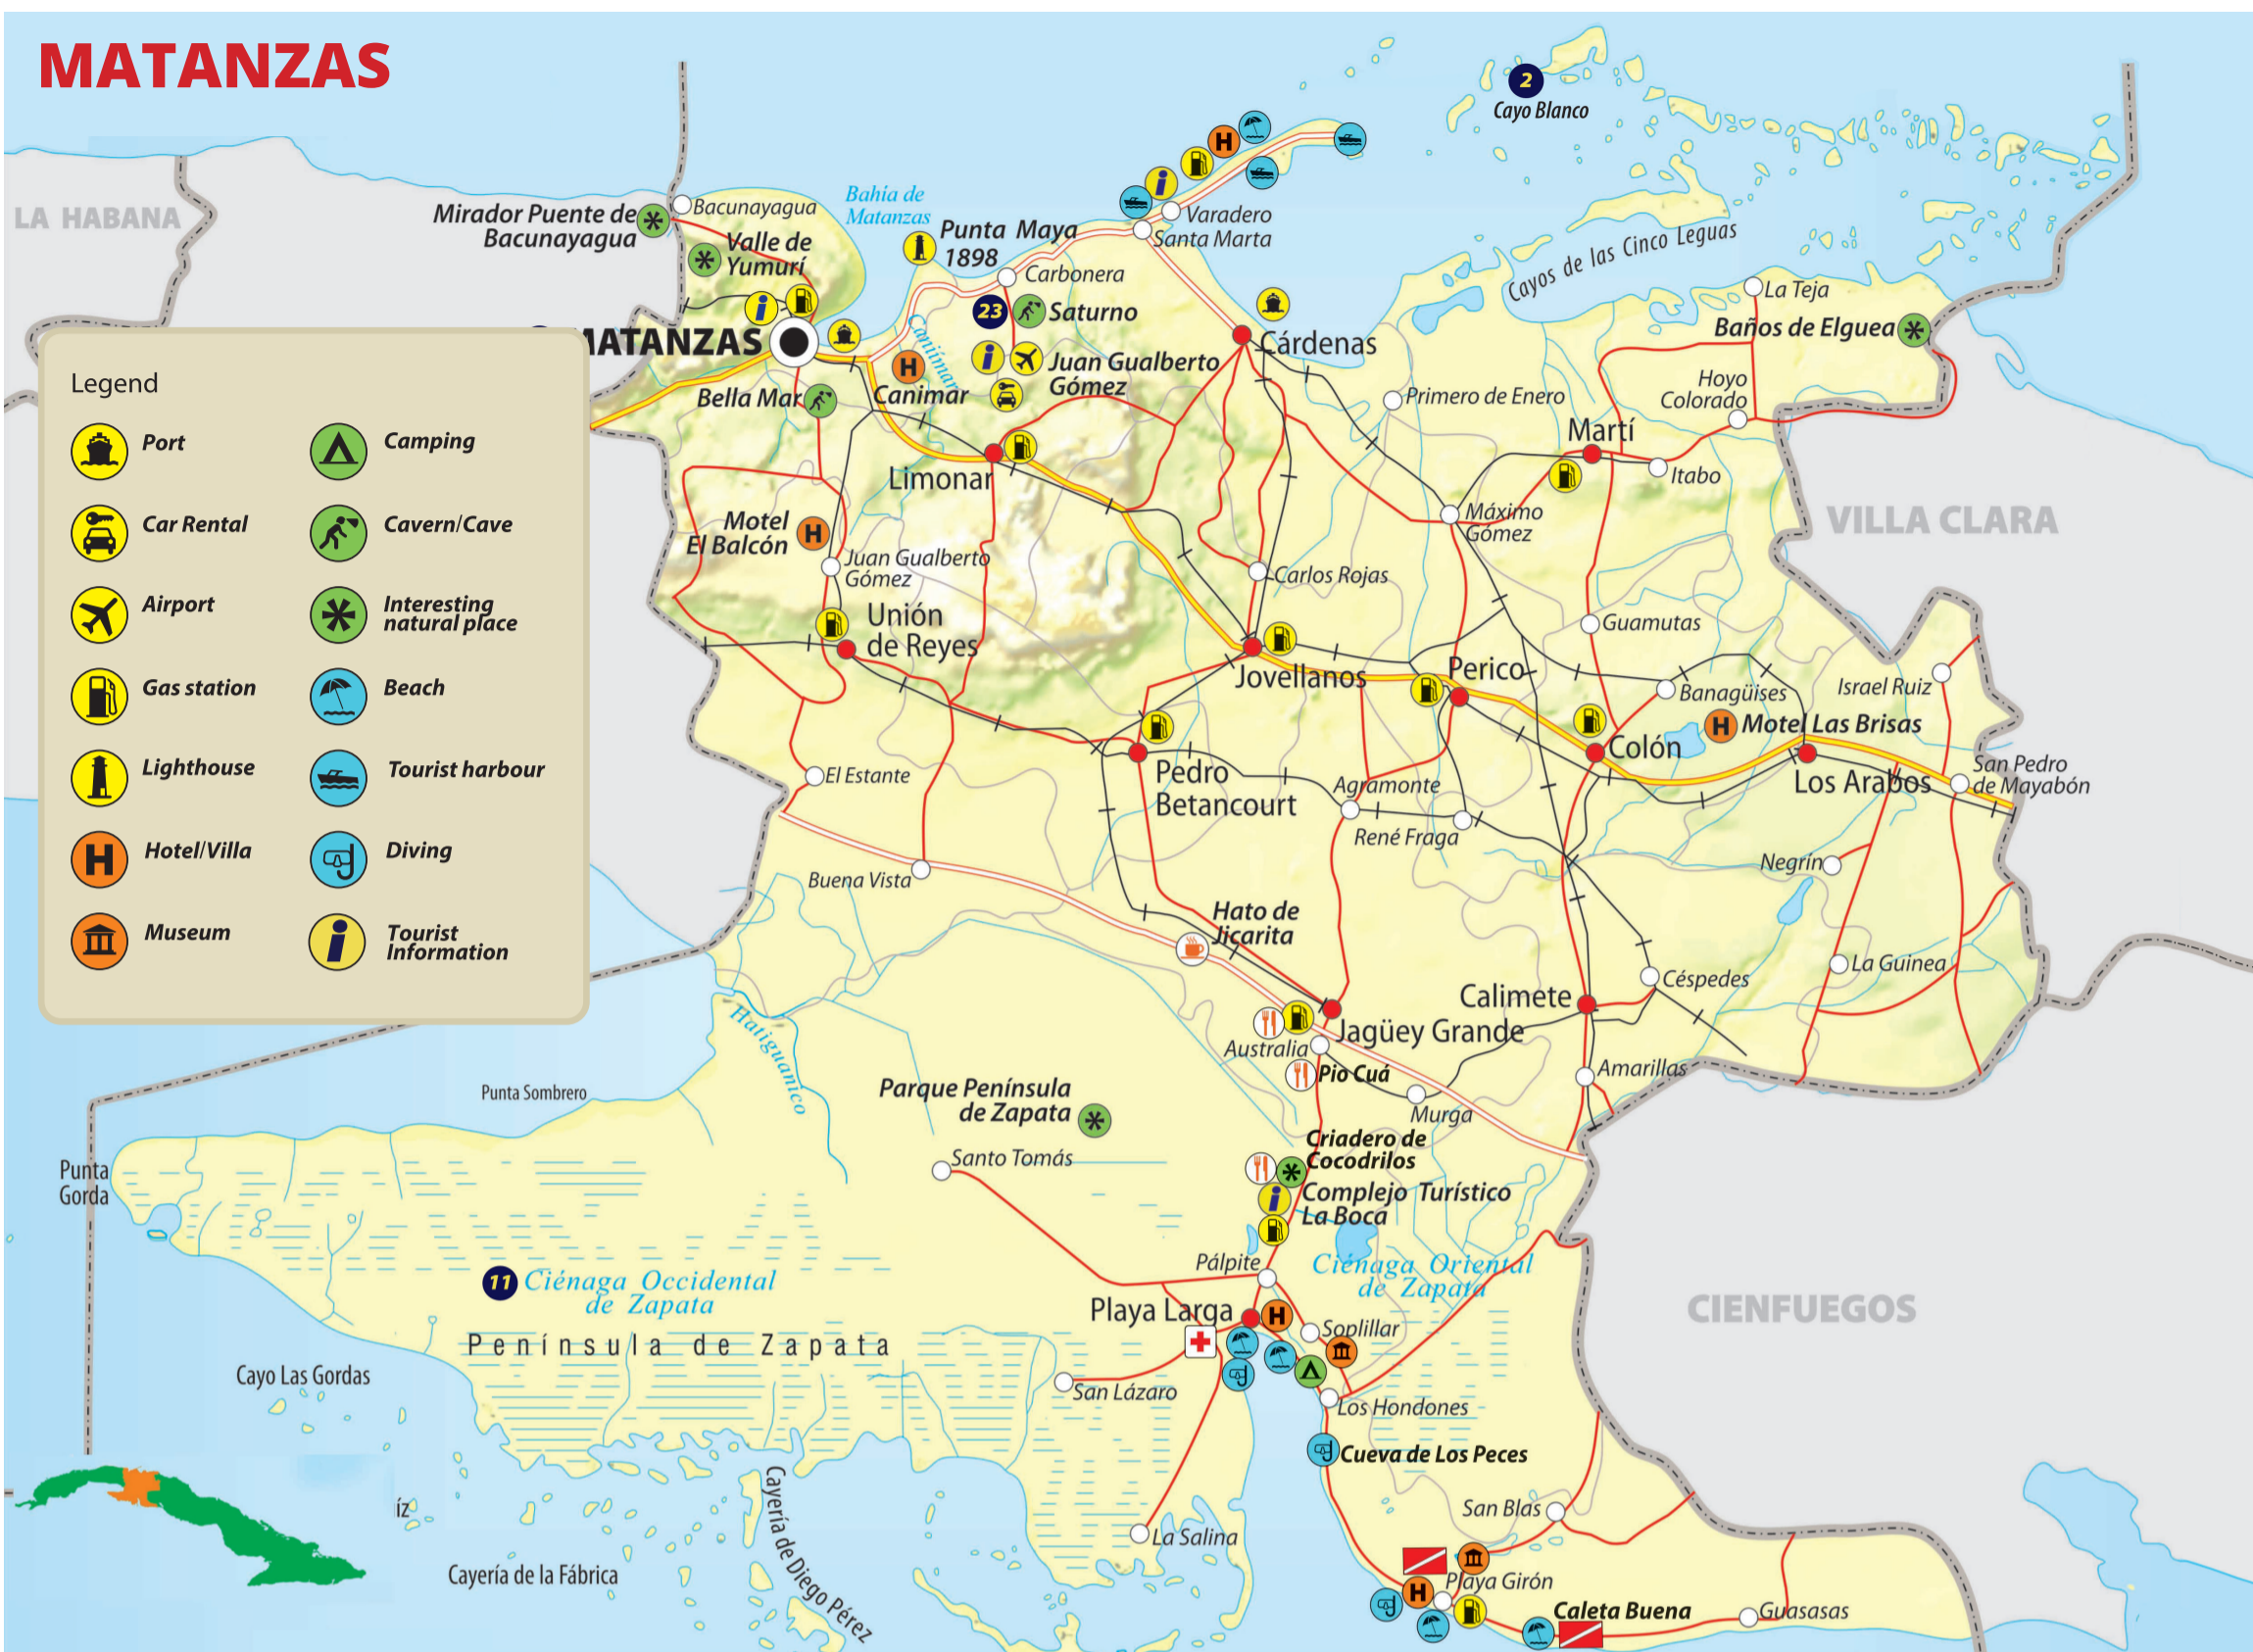 MATANZAS
2
Cayo Blanco
LA HABANA
Mirador Puente de
Bacunayagua
Bacunayagua
Bahía de
Matanzas
Valle de
Yumurí
Punta Maya
1898
Varadero
Santa Marta
Carbonera
Cayos de las Cinco Leguas
La Teja
Baños de Elguea
23
Saturno
i
i
i
MATANZAS
Cárdenas
Juan Gualberto
Gómez
H
H
Canimar
Bella Mar
Hoyo
Colorado
Primero de Enero
Martí
Itabo
Limonar
Motel
El Balcón
H
Máximo
Gómez
VILLA CLARA
Juan Gualberto
Gómez
Carlos Rojas
Unión
de Reyes
Guamutas
Jovellanos
Perico
Banagüises
Israel Ruiz
H
Motel Las Brisas
Colón
Los Arabos
San Pedro
de Mayabón
Pedro
Betancourt
El Estante
Agramonte
René Fraga
Negrín
Buena Vista
Hato de
Jicarita
La Guinea
Céspedes
Calimete
Jagüey Grande
Australia
Pio Cuá
Amarillas
Murga
Hatiguanico
Punta Sombrero
Parque Península
de Zapata
Santo Tomás
Criadero de
Cocodrilos
i
Complejo Turístico
La Boca
Punta
Gorda
11
Ciénaga Occidental
de Zapata
Pálpite
Ciénaga Oriental
de Zapata
CIENFUEGOS
Península de Zapata
Playa Larga
H
Soplillar
Cayo Las Gordas
San Lázaro
Los Hondones
Cueva de Los Peces
San Blas
íz
La Salina
Cayería de la Fábrica
Cayería de Diego Pérez
Playa Girón
H
Caleta Buena
Guasasas
Legend
Port
Camping
Car Rental
Cavern/Cave
Airport
Interesting
natural place
Gas station
Beach
Lighthouse
Tourist harbour
H
Hotel/Villa
Diving
Museum
i
Tourist
Information